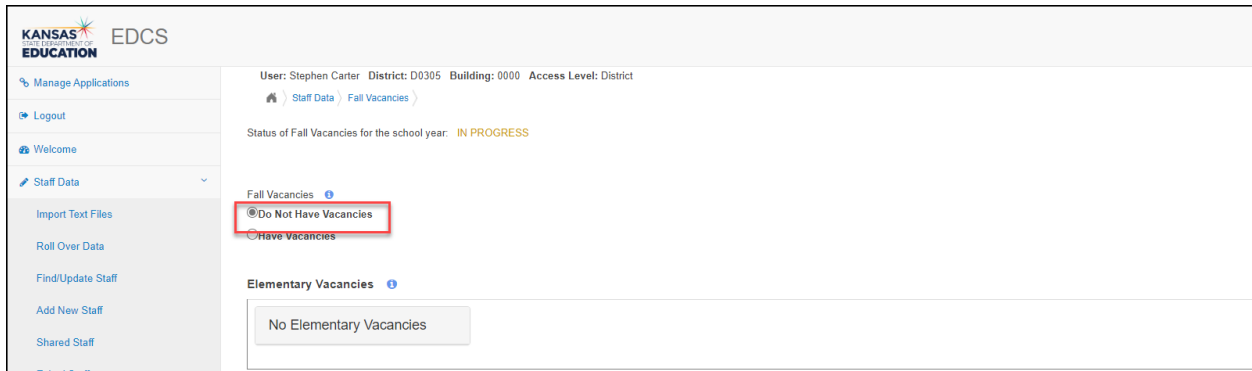 KANSAS
STATE DEPARTMENT OF
EDUCATION
EDCS
Manage Applications
Logout
Welcome
Staff Data
Import Text Files
Roll Over Data
Find/Update Staff
Add New Staff
Shared Staff
User: Stephen Carter District: D0305 Building: 0000 Access Level: District
Staff Data Fall Vacancies
Status of Fall Vacancies for the school year: IN PROGRESS
Fall Vacancies
Do Not Have Vacancies
Have Vacancies
Elementary Vacancies
No Elementary Vacancies